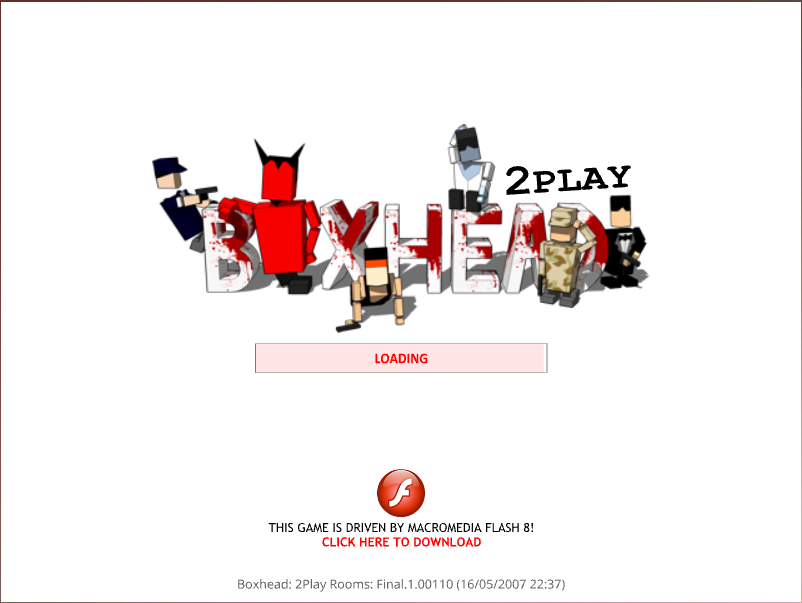 2PLAY
BOXHEAD
LOADING
THIS GAME IS DRIVEN BY MACROMEDIA FLASH 8!
CLICK HERE TO DOWNLOAD
Boxhead: 2Play Rooms: Final.1.00110 (16/05/2007 22:37)